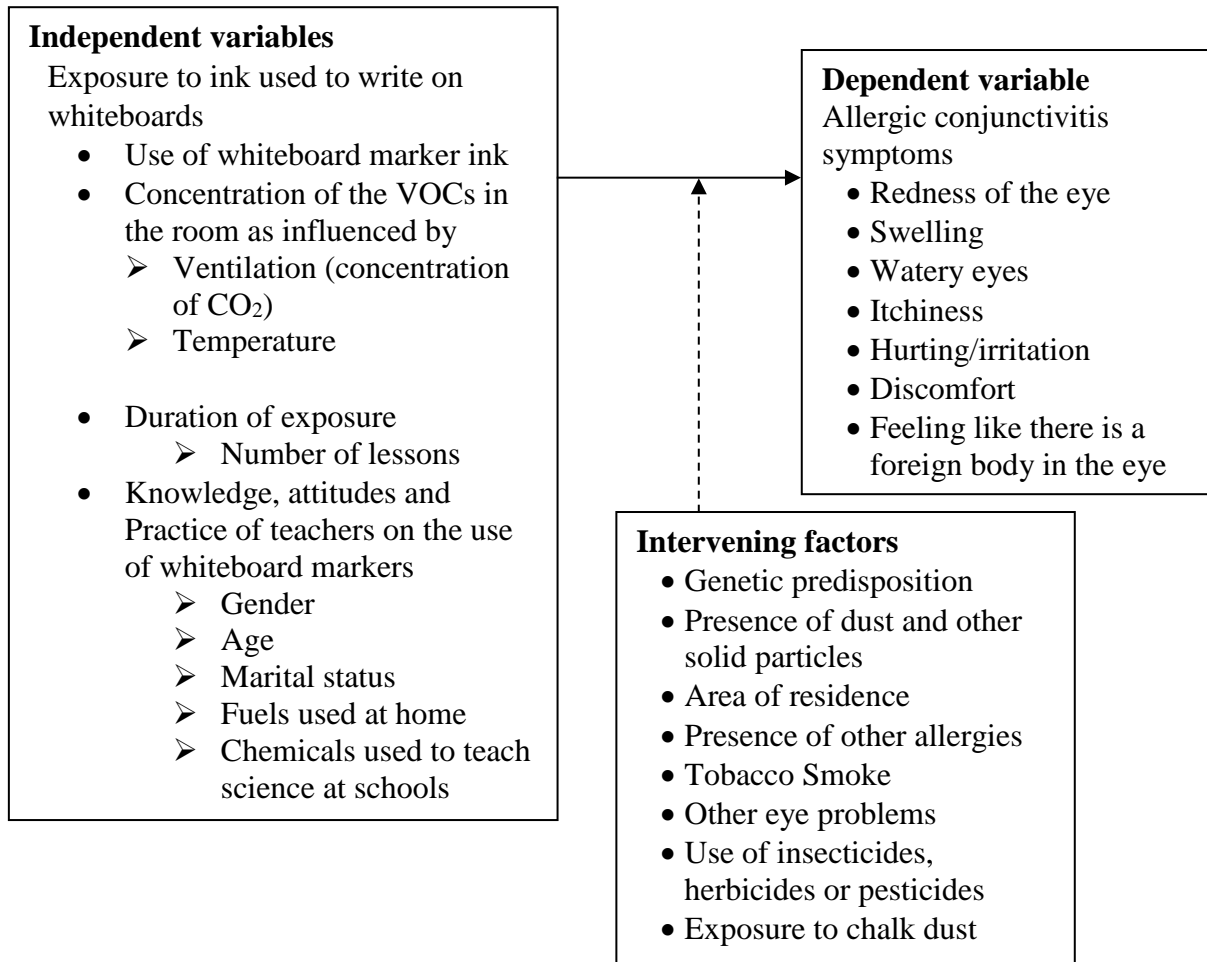 Independent variables
Exposure to ink used to write on
whiteboards
• Use of whiteboard marker ink
• Concentration of the VOCs in
the room as influenced by
➢ Ventilation (concentration
of CO₂)
➢ Temperature
• Duration of exposure
➢ Number of lessons
• Knowledge, attitudes and
Practice of teachers on the use
of whiteboard markers
➢ Gender
➢ Age
➢ Marital status
➢ Fuels used at home
➢ Chemicals used to teach
science at schools
Dependent variable
Allergic conjunctivitis
symptoms
• Redness of the eye
• Swelling
• Watery eyes
• Itchiness
• Hurting/irritation
• Discomfort
• Feeling like there is a
foreign body in the eye
Intervening factors
• Genetic predisposition
• Presence of dust and other
solid particles
• Area of residence
• Presence of other allergies
• Tobacco Smoke
• Other eye problems
• Use of insecticides,
herbicides or pesticides
• Exposure to chalk dust